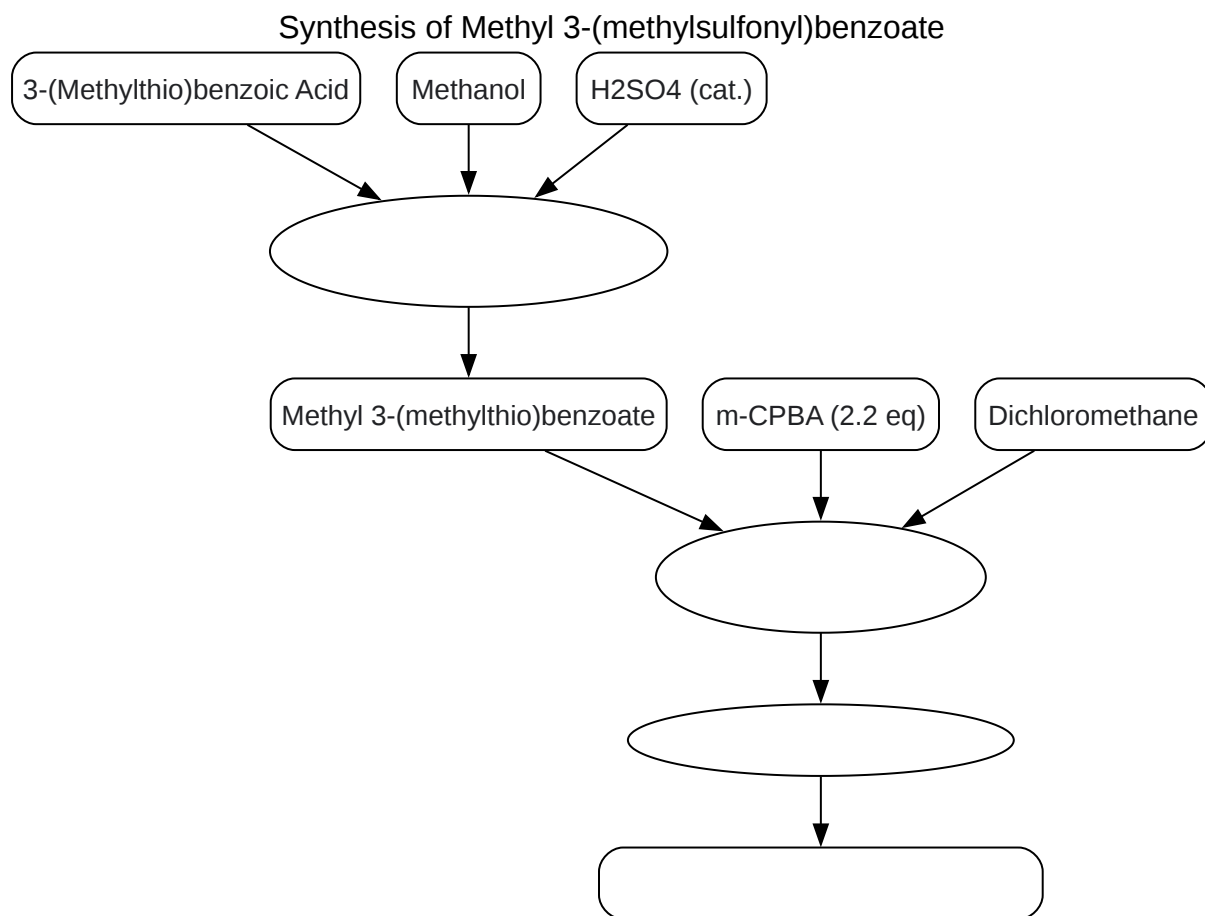 Synthesis of Methyl 3-(methylsulfonyl)benzoate
3-(Methylthio)benzoic Acid
Methanol
H2SO4 (cat.)
Methyl 3-(methylthio)benzoate
m-CPBA (2.2 eq)
Dichloromethane